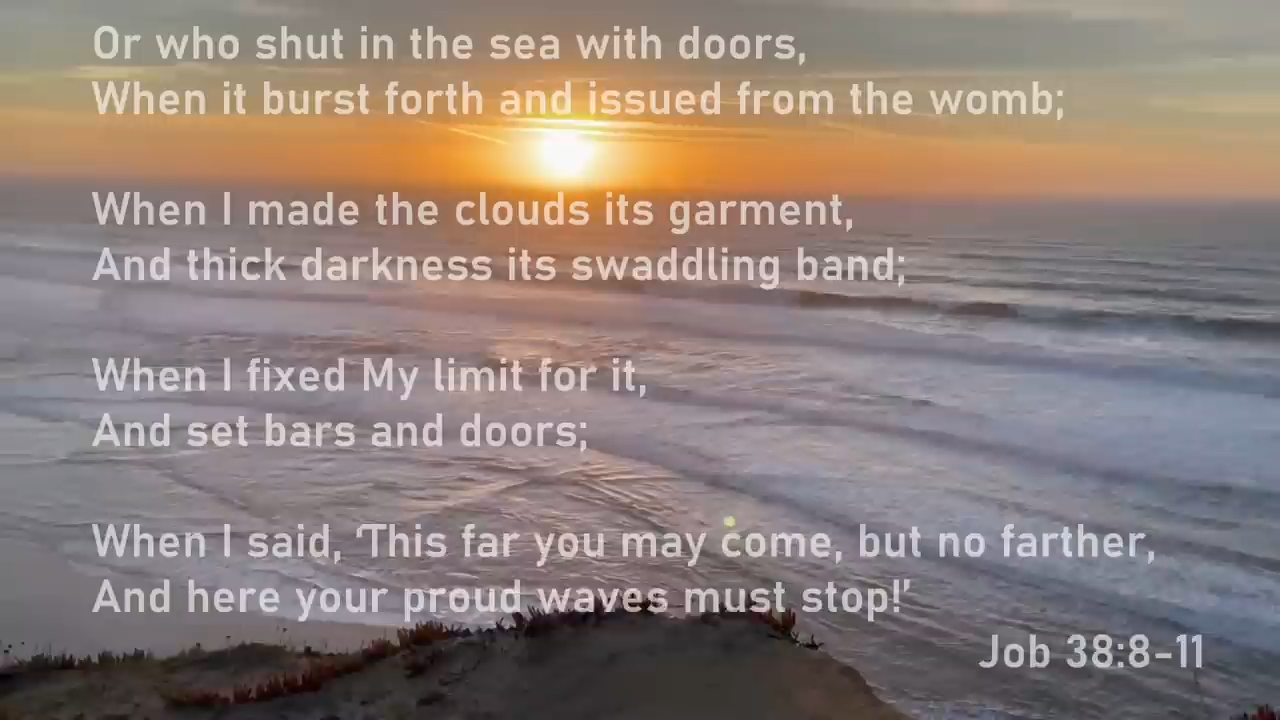 Or who shut in the sea with doors,
When it burst forth and issued from the womb;
When I made the clouds its garment,
And thick darkness its swaddling band;
When I fixed My limit for it,
And set bars and doors;
When I said, ‘This far you may come, but no farther,
And here your proud waves must stop!’
Job 38:8-11